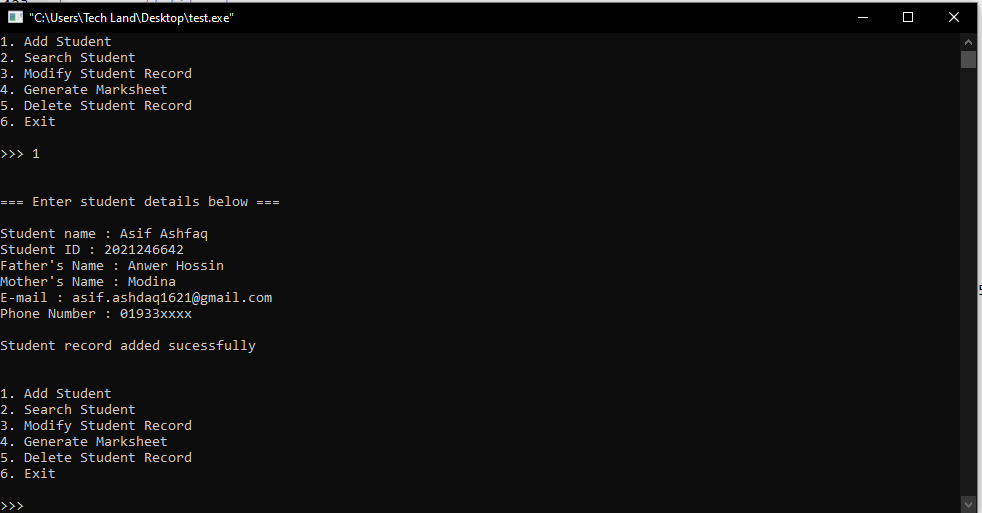 "C:\Users\Tech Land\Desktop\test.exe"
1. Add Student
2. Search Student
3. Modify Student Record
4. Generate Marksheet
5. Delete Student Record
6. Exit
>>> 1
=== Enter student details below ===
Student name : Asif Ashfaq
Student ID : 2021246642
Father's Name : Anwer Hossin
Mother's Name : Modina
E-mail : asif.ashdaq1621@gmail.com
Phone Number : 01933xxxx
Student record added sucessfully
1. Add Student
2. Search Student
3. Modify Student Record
4. Generate Marksheet
5. Delete Student Record
6. Exit
>>>